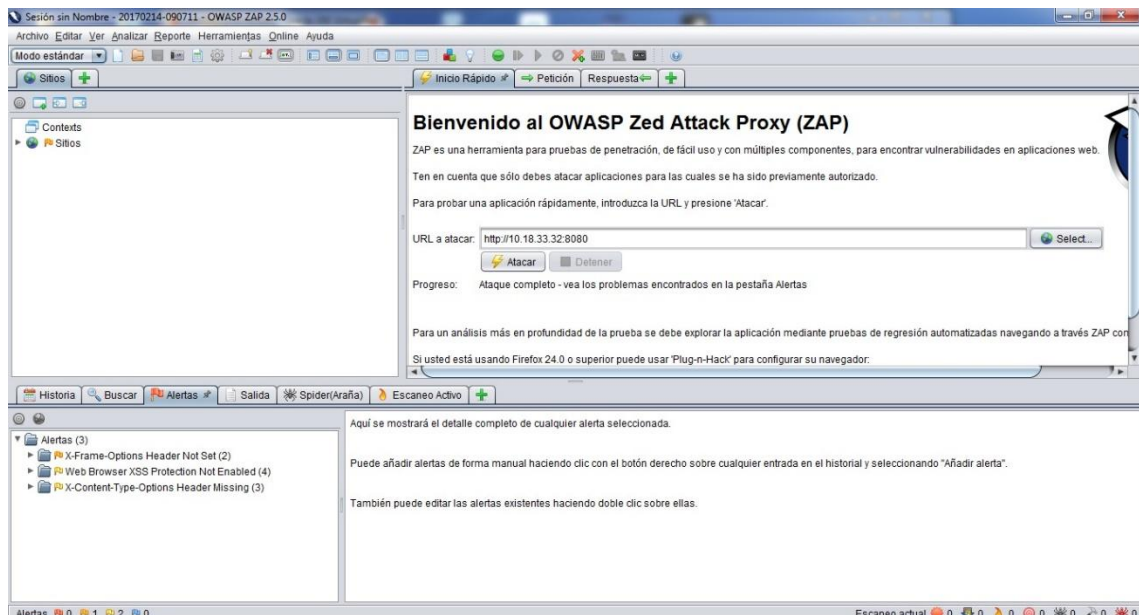 Sesión sin Nombre - 20170214-090711 - OWASP ZAP 2.5.0
Archivo Editar Ver Analizar Reporte Herramientas Online Ayuda
Modo estándar
Sitios
Inicio Rápido Petición Respuesta
Contexts
Sitios
Bienvenido al OWASP Zed Attack Proxy (ZAP)
ZAP es una herramienta para pruebas de penetración, de fácil uso y con múltiples componentes, para encontrar vulnerabilidades en aplicaciones web.
Ten en cuenta que sólo debes atacar aplicaciones para las cuales se ha sido previamente autorizado.
Para probar una aplicación rápidamente, introduzca la URL y presione 'Atacar'.
URL a atacar: http://10.18.33.32:8080 Select...
Atacar Detener
Progreso: Ataque completo - vea los problemas encontrados en la pestaña Alertas
Para un análisis más en profundidad de la prueba se debe explorar la aplicación mediante pruebas de regresión automatizadas navegando a través ZAP con
Si usted está usando Firefox 24.0 o superior puede usar 'Plug-n-Hack' para configurar su navegador:
Historia Buscar Alertas Salida Spider(Araña) Escaneo Activo
Alertas (3)
X-Frame-Options Header Not Set (2)
Web Browser XSS Protection Not Enabled (4)
X-Content-Type-Options Header Missing (3)
Aquí se mostrará el detalle completo de cualquier alerta seleccionada.
Puede añadir alertas de forma manual haciendo clic con el botón derecho sobre cualquier entrada en el historial y seleccionando "Añadir alerta".
También puede editar las alertas existentes haciendo doble clic sobre ellas.
Alertas 0 1 2 0 Escaneo actual 0 0 0 0 0 0 0